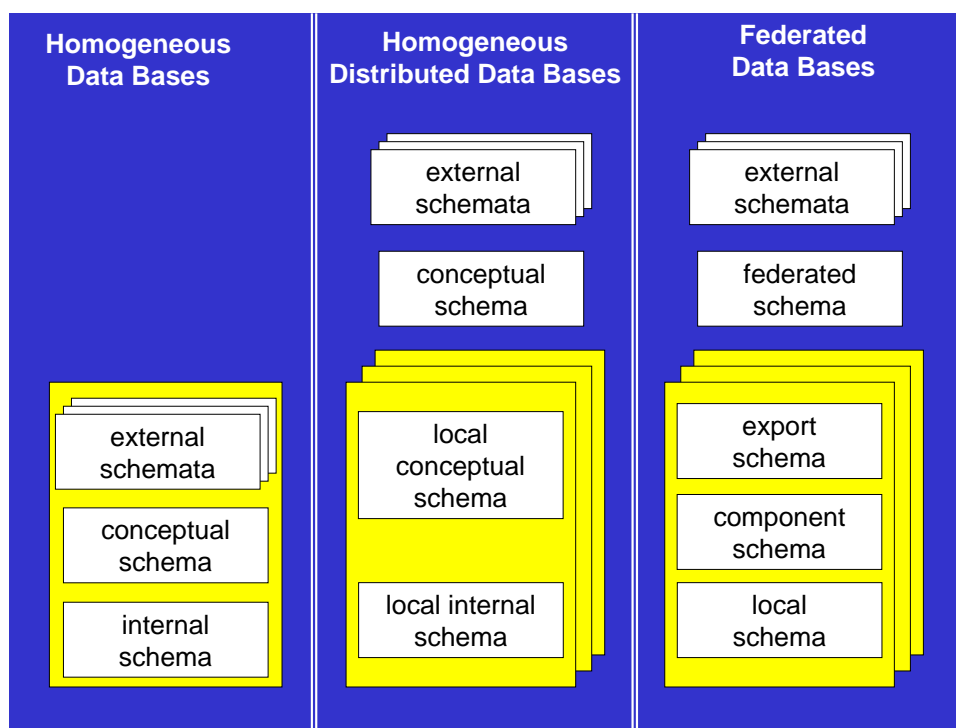 Homogeneous
Data Bases
external
schemata
conceptual
schema
internal
schema
Homogeneous
Distributed Data Bases
external
schemata
conceptual
schema
local
conceptual
schema
local internal
schema
Federated
Data Bases
external
schemata
federated
schema
export
schema
component
schema
local
schema